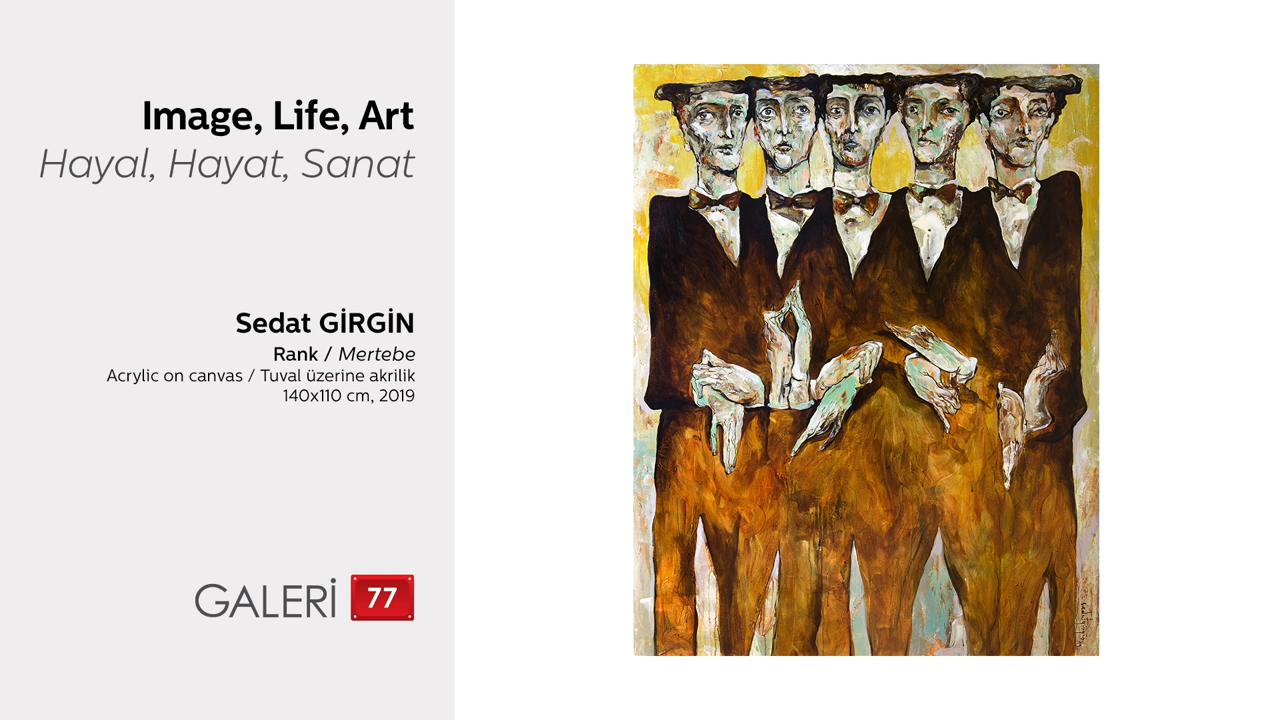 Image, Life, Art
Hayal, Hayat, Sanat
Sedat GİRGİN
Rank / Mertebe
Acrylic on canvas / Tuval üzerine akrilik
140x110 cm, 2019
GALERİ 77